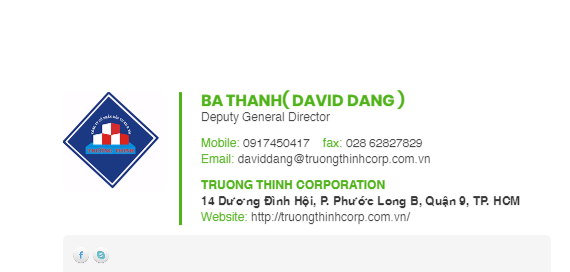 BA THANH( DAVID DANG )
Deputy General Director
Mobile: 0917450417 fax: 028 62827829
Email: daviddang@truongthinhcorp.com.vn
TRUONG THINH CORPORATION
14 Dương Đình Hội, P. Phước Long B, Quận 9, TP. HCM
Website: http://truongthinhcorp.com.vn/